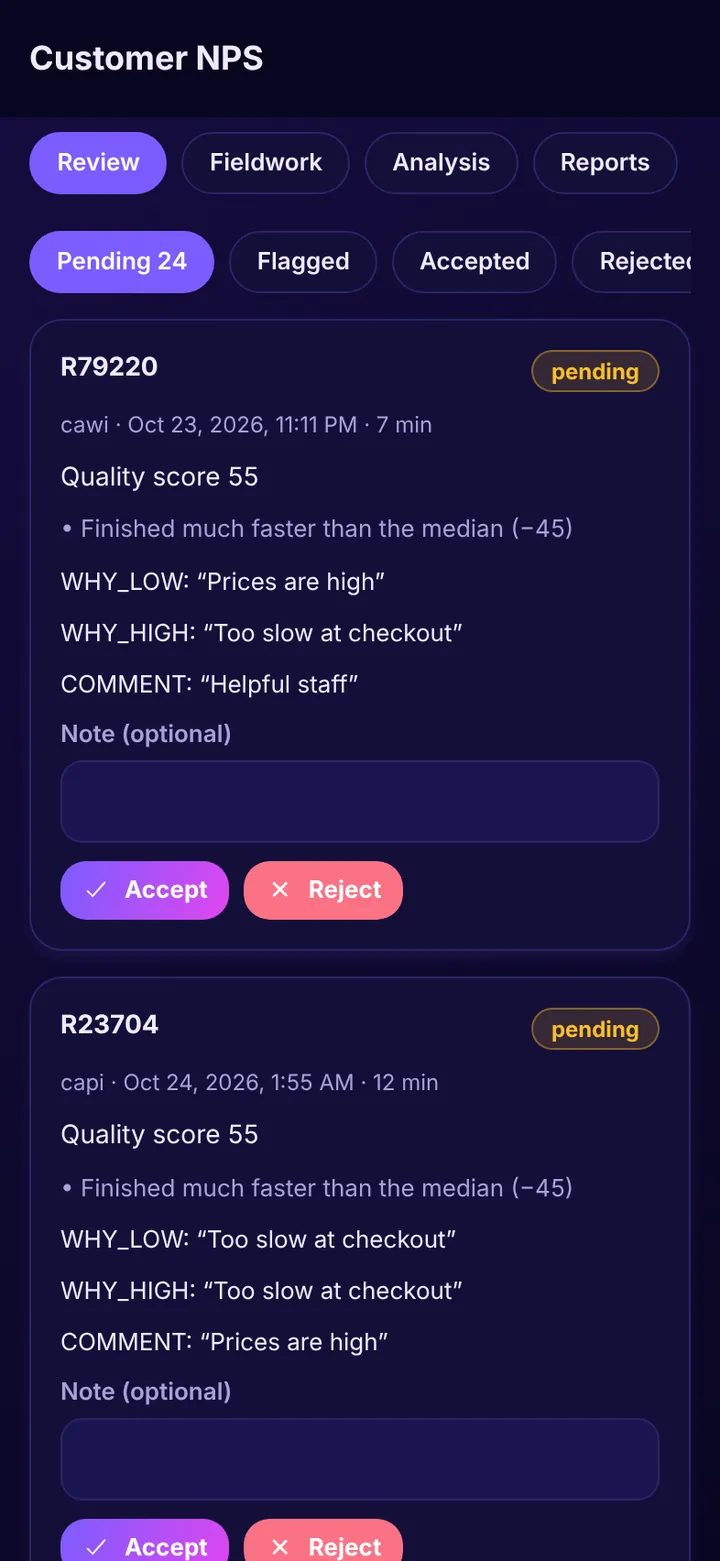 Customer NPS
Review Fieldwork Analysis Reports
Pending 24 Flagged Accepted Rejected
R79220 pending
cawi · Oct 23, 2026, 11:11 PM · 7 min
Quality score 55
• Finished much faster than the median (−45)
WHY_LOW: “Prices are high”
WHY_HIGH: “Too slow at checkout”
COMMENT: “Helpful staff”
Note (optional)
Accept Reject
R23704 pending
capi · Oct 24, 2026, 1:55 AM · 12 min
Quality score 55
• Finished much faster than the median (−45)
WHY_LOW: “Too slow at checkout”
WHY_HIGH: “Too slow at checkout”
COMMENT: “Prices are high”
Note (optional)
Accept Reject